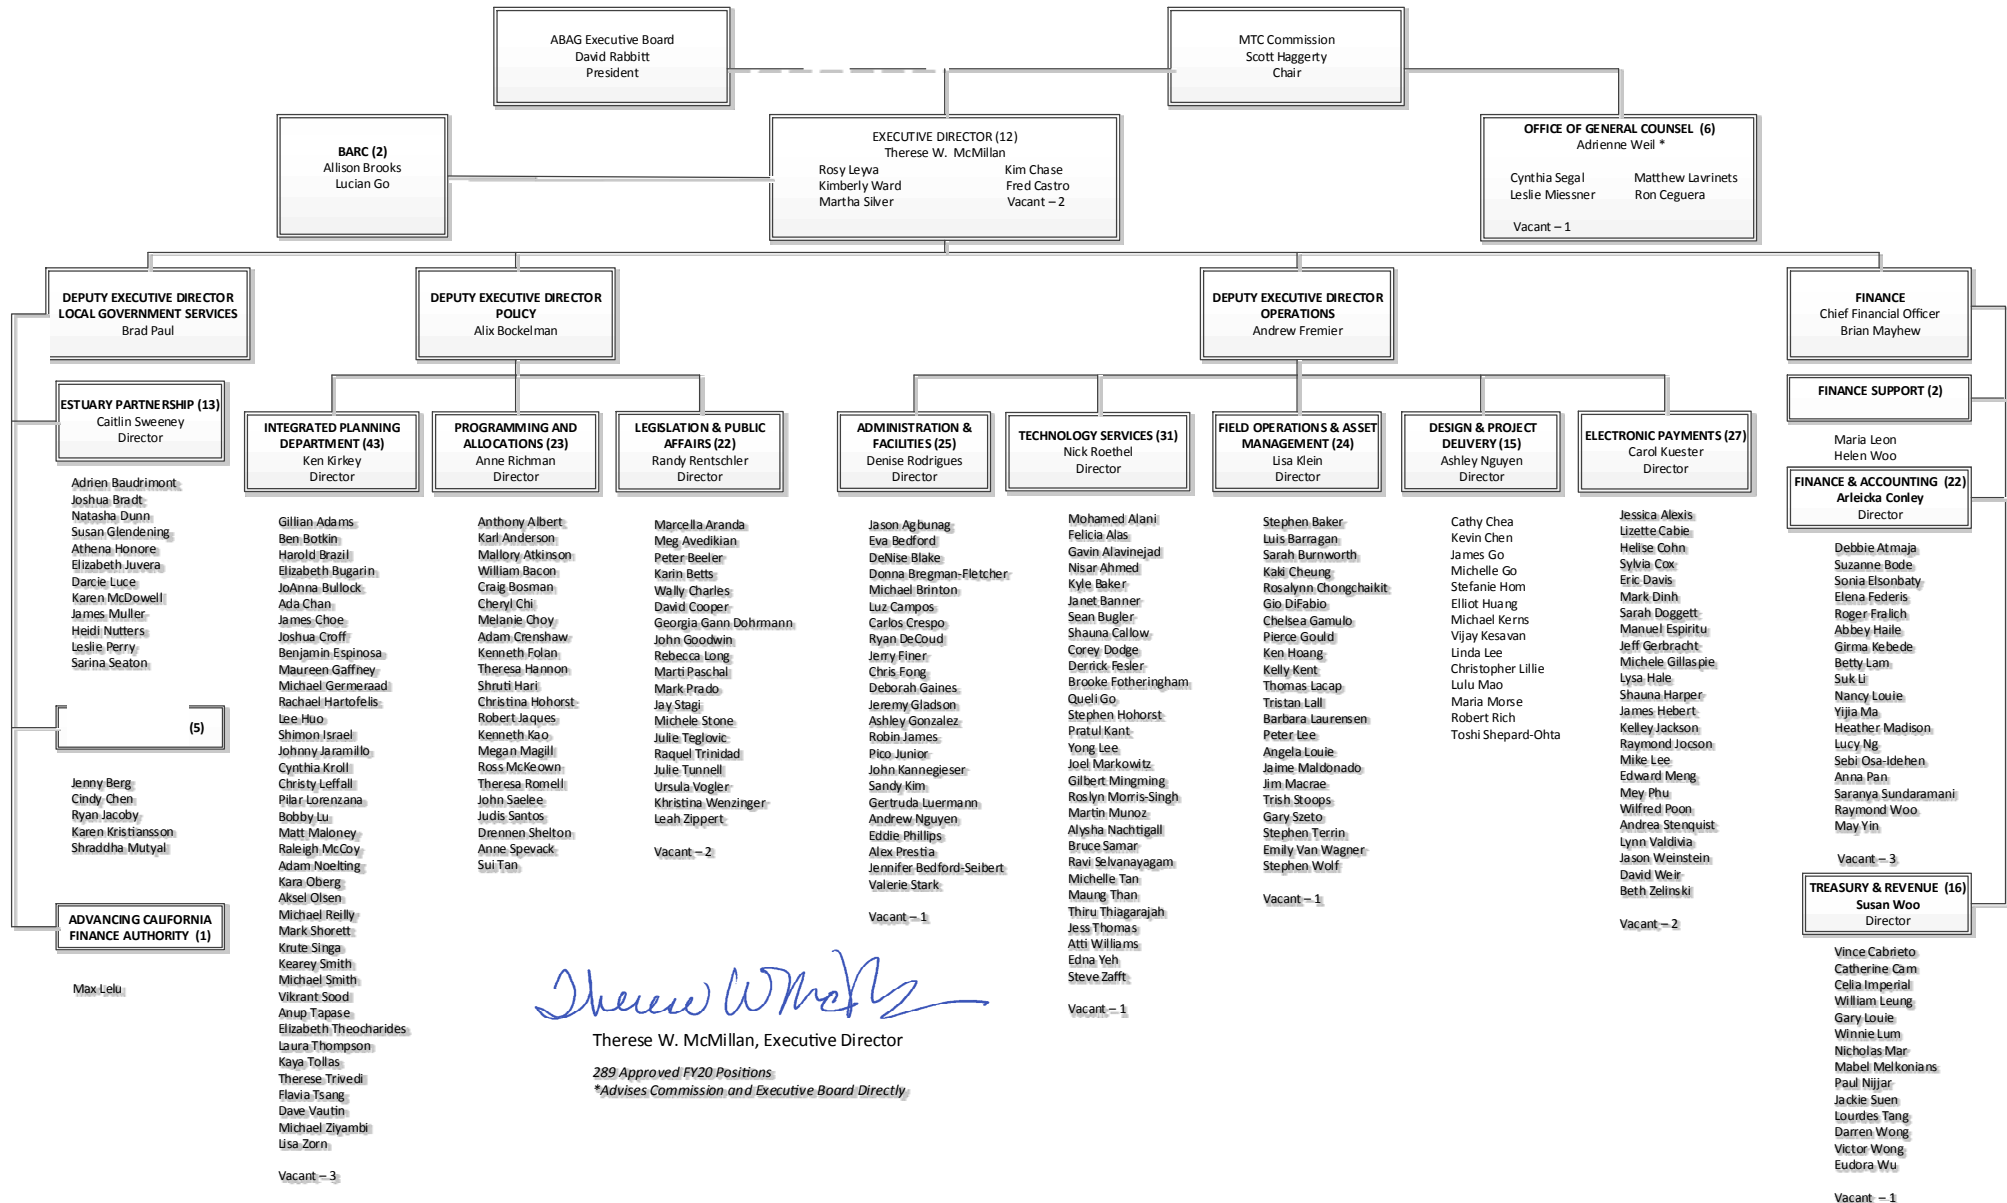 ABAG Executive Board
David Rabbitt
President
MTC Commission
Scott Haggerty
Chair
BARC (2)
Allison Brooks
Lucian Go
EXECUTIVE DIRECTOR (12)
Therese W. McMillan
Rosy Leyva
Kimberly Ward
Martha Silver
Kim Chase
Fred Castro
Vacant – 2
OFFICE OF GENERAL COUNSEL (6)
Adrienne Weil *
Cynthia Segal
Leslie Miessner
Matthew Lavrinets
Ron Ceguera
Vacant – 1
DEPUTY EXECUTIVE DIRECTOR
LOCAL GOVERNMENT SERVICES
Brad Paul
DEPUTY EXECUTIVE DIRECTOR
POLICY
Alix Bockelman
DEPUTY EXECUTIVE DIRECTOR
OPERATIONS
Andrew Fremier
FINANCE
Chief Financial Officer
Brian Mayhew
ESTUARY PARTNERSHIP (13)
Caitlin Sweeney
Director
Adrien Baudrimont
Joshua Bradt
Natasha Dunn
Susan Glendening
Athena Honore
Elizabeth Juvera
Darcie Luce
Karen McDowell
James Muller
Heidi Nutters
Leslie Perry
Sarina Seaton
(5)
Jenny Berg
Cindy Chen
Ryan Jacoby
Karen Kristiansson
Shraddha Mutyal
ADVANCING CALIFORNIA
FINANCE AUTHORITY (1)
Max Lelu
INTEGRATED PLANNING
DEPARTMENT (43)
Ken Kirkey
Director
Gillian Adams
Ben Botkin
Harold Brazil
Elizabeth Bugarin
JoAnna Bullock
Ada Chan
James Choe
Joshua Croff
Benjamin Espinosa
Maureen Gaffney
Michael Germeraad
Rachael Hartofelis
Lee Huo
Shimon Israel
Johnny Jaramillo
Cynthia Kroll
Christy Leffall
Pilar Lorenzana
Bobby Lu
Matt Maloney
Raleigh McCoy
Adam Noelting
Kara Oberg
Aksel Olsen
Michael Reilly
Mark Shorett
Krute Singa
Kearey Smith
Michael Smith
Vikrant Sood
Anup Tapase
Elizabeth Theocharides
Laura Thompson
Kaya Tollas
Therese Trivedi
Flavia Tsang
Dave Vautin
Michael Ziyambi
Lisa Zorn
Vacant – 3
PROGRAMMING AND
ALLOCATIONS (23)
Anne Richman
Director
Anthony Albert
Karl Anderson
Mallory Atkinson
William Bacon
Craig Bosman
Cheryl Chi
Melanie Choy
Adam Crenshaw
Kenneth Folan
Theresa Hannon
Shruti Hari
Christina Hohorst
Robert Jaques
Kenneth Kao
Megan Magill
Ross McKeown
Theresa Romell
John Saelee
Judis Santos
Drennen Shelton
Anne Spevack
Sui Tan
LEGISLATION & PUBLIC
AFFAIRS (22)
Randy Rentschler
Director
Marcella Aranda
Meg Avedikian
Peter Beeler
Karin Betts
Wally Charles
David Cooper
Georgia Gann Dohrmann
John Goodwin
Rebecca Long
Marti Paschal
Mark Prado
Jay Stagi
Michele Stone
Julie Teglovic
Raquel Trinidad
Julie Tunnell
Ursula Vogler
Khristina Wenzinger
Leah Zippert
Vacant – 2
ADMINISTRATION &
FACILITIES (25)
Denise Rodrigues
Director
Jason Agbunag
Eva Bedford
DeNise Blake
Donna Bregman-Fletcher
Michael Brinton
Luz Campos
Carlos Crespo
Ryan DeCoud
Jerry Finer
Chris Fong
Deborah Gaines
Jeremy Gladson
Ashley Gonzalez
Robin James
Pico Junior
John Kannegieser
Sandy Kim
Gertruda Luermann
Andrew Nguyen
Eddie Phillips
Alex Prestia
Jennifer Bedford-Seibert
Valerie Stark
Vacant – 1
TECHNOLOGY SERVICES (31)
Nick Roethel
Director
Mohamed Alani
Felicia Alas
Gavin Alavinejad
Nisar Ahmed
Kyle Baker
Janet Banner
Sean Bugler
Shauna Callow
Corey Dodge
Derrick Fesler
Brooke Fotheringham
Queli Go
Stephen Hohorst
Pratul Kant
Yong Lee
Joel Markowitz
Gilbert Mingming
Roslyn Morris-Singh
Martin Munoz
Alysha Nachtigall
Bruce Samar
Ravi Selvanayagam
Michelle Tan
Maung Than
Thiru Thiagarajah
Jess Thomas
Atti Williams
Edna Yeh
Steve Zafft
Vacant – 1
FIELD OPERATIONS & ASSET
MANAGEMENT (24)
Lisa Klein
Director
Stephen Baker
Luis Barragan
Sarah Burnworth
Kaki Cheung
Rosalynn Chongchaikit
Gio DiFabio
Chelsea Gamulo
Pierce Gould
Ken Hoang
Kelly Kent
Thomas Lacap
Tristan Lall
Barbara Laurensen
Peter Lee
Angela Louie
Jaime Maldonado
Jim Macrae
Trish Stoops
Gary Szeto
Stephen Terrin
Emily Van Wagner
Stephen Wolf
Vacant – 1
DESIGN & PROJECT
DELIVERY (15)
Ashley Nguyen
Director
Cathy Chea
Kevin Chen
James Go
Michelle Go
Stefanie Hom
Elliot Huang
Michael Kerns
Vijay Kesavan
Linda Lee
Christopher Lillie
Lulu Mao
Maria Morse
Robert Rich
Toshi Shepard-Ohta
ELECTRONIC PAYMENTS (27)
Carol Kuester
Director
Jessica Alexis
Lizette Cabie
Helise Cohn
Sylvia Cox
Eric Davis
Mark Dinh
Sarah Doggett
Manuel Espiritu
Jeff Gerbracht
Michele Gillaspie
Lysa Hale
Shauna Harper
James Hebert
Kelley Jackson
Raymond Jocson
Mike Lee
Edward Meng
Mey Phu
Wilfred Poon
Andrea Stenquist
Lynn Valdivia
Jason Weinstein
David Weir
Beth Zelinski
Vacant – 2
FINANCE SUPPORT (2)
Maria Leon
Helen Woo
FINANCE & ACCOUNTING (22)
Arleicka Conley
Director
Debbie Atmaja
Suzanne Bode
Sonia Elsonbaty
Elena Federis
Roger Fralich
Abbey Haile
Girma Kebede
Betty Lam
Suk Li
Nancy Louie
Yijia Ma
Heather Madison
Lucy Ng
Sebi Osa-Idehen
Anna Pan
Saranya Sundaramani
Raymond Woo
May Yin
Vacant – 3
TREASURY & REVENUE (16)
Susan Woo
Director
Vince Cabrieto
Catherine Cam
Celia Imperial
William Leung
Gary Louie
Winnie Lum
Nicholas Mar
Mabel Melkonians
Paul Nijjar
Jackie Suen
Lourdes Tang
Darren Wong
Victor Wong
Eudora Wu
Vacant – 1
Therese W McM
Therese W. McMillan, Executive Director
289 Approved FY20 Positions
*Advises Commission and Executive Board Directly